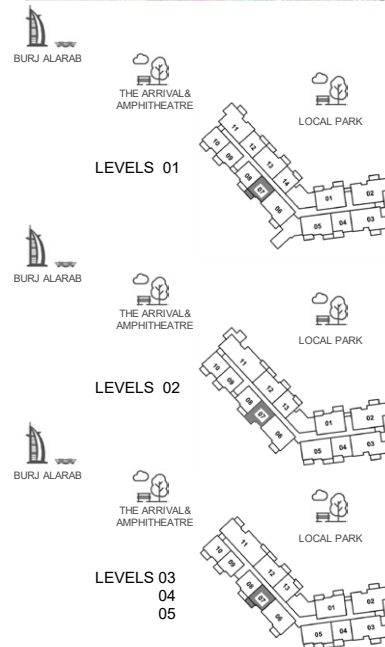 BURJ ALARAB
THE ARRIVAL&
AMPHITHEATRE
LOCAL PARK
LEVELS 01
11
10
12
09
13
08
14
07
06
01
02
05
04
03
BURJ ALARAB
THE ARRIVAL&
AMPHITHEATRE
LOCAL PARK
LEVELS 02
11
10
09
12
08
13
07
06
01
02
05
04
03
BURJ ALARAB
THE ARRIVAL&
AMPHITHEATRE
LOCAL PARK
LEVELS 03
04
05
11
10
09
12
08
13
07
06
01
02
05
04
03